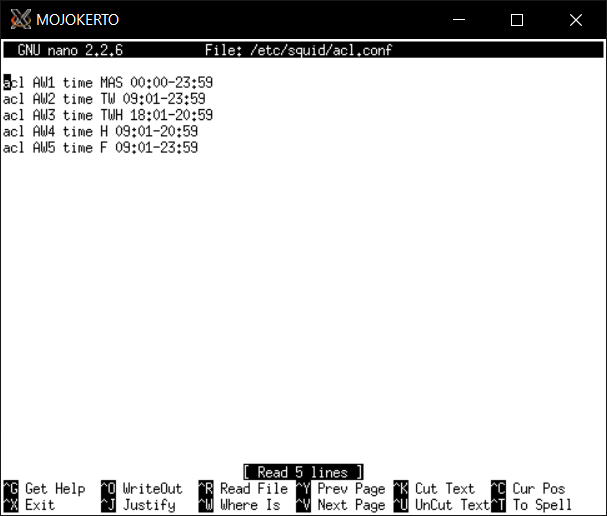 MOJOKERTO
GNU nano 2.2.6 File: /etc/squid/acl.conf
acl AW1 time MAS 00:00-23:59
acl AW2 time TW 09:01-23:59
acl AW3 time TWH 18:01-20:59
acl AW4 time H 09:01-20:59
acl AW5 time F 09:01-23:59
[ Read 5 lines ]
^G Get Help ^O WriteOut ^R Read File ^Y Prev Page ^K Cut Text ^C Cur Pos
^X Exit ^J Justify ^W Where Is ^V Next Page ^U UnCut Text ^T To Spell